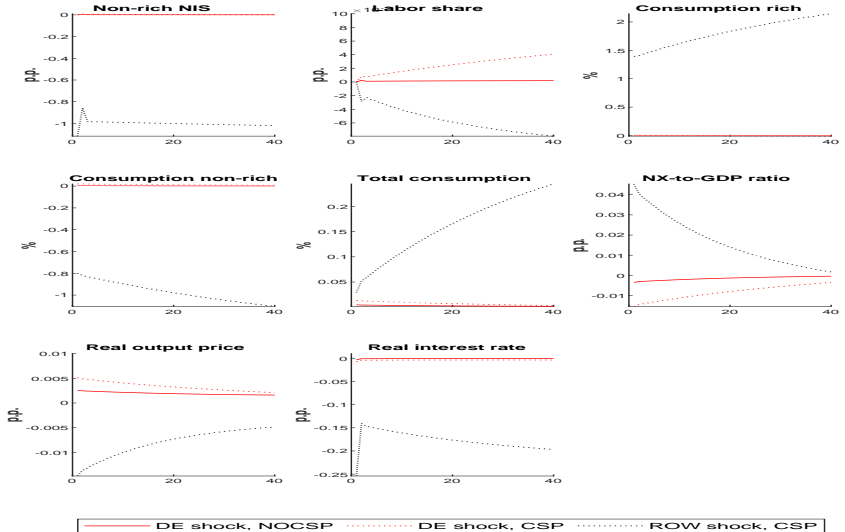 Non-rich NIS
p.p.
0
-0.2
-0.4
-0.6
-0.8
-1
0 20 40
Labor share
p.p.
10
8
6
4
2
0
-2
-4
-6
0 20 40
Consumption rich
%
2
1.5
1
0.5
0
0 20 40
Consumption non-rich
%
0
-0.2
-0.4
-0.6
-0.8
-1
0 20 40
Total consumption
%
0.2
0.15
0.1
0.05
0 20 40
NX-to-GDP ratio
p.p.
0.04
0.03
0.02
0.01
0
-0.01
0 20 40
Real output price
p.p.
0.01
0.005
0
-0.005
-0.01
0 20 40
Real interest rate
p.p.
0
-0.05
-0.1
-0.15
-0.2
-0.25
0 20 40
DE shock, NOCSP DE shock, CSP ROW shock, CSP